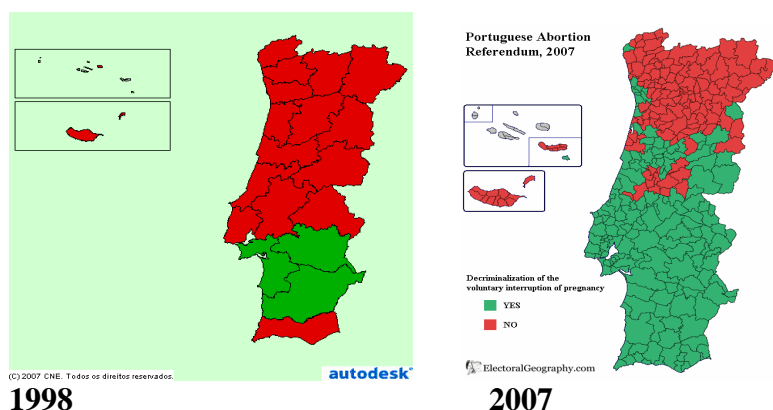 Portuguese Abortion
Referendum, 2007
Decriminalization of the
voluntary interruption of pregnancy
YES
NO
(C) 2007 CNE. Todos os direitos reservados.
autodesk®
ElectoralGeography.com
1998
2007